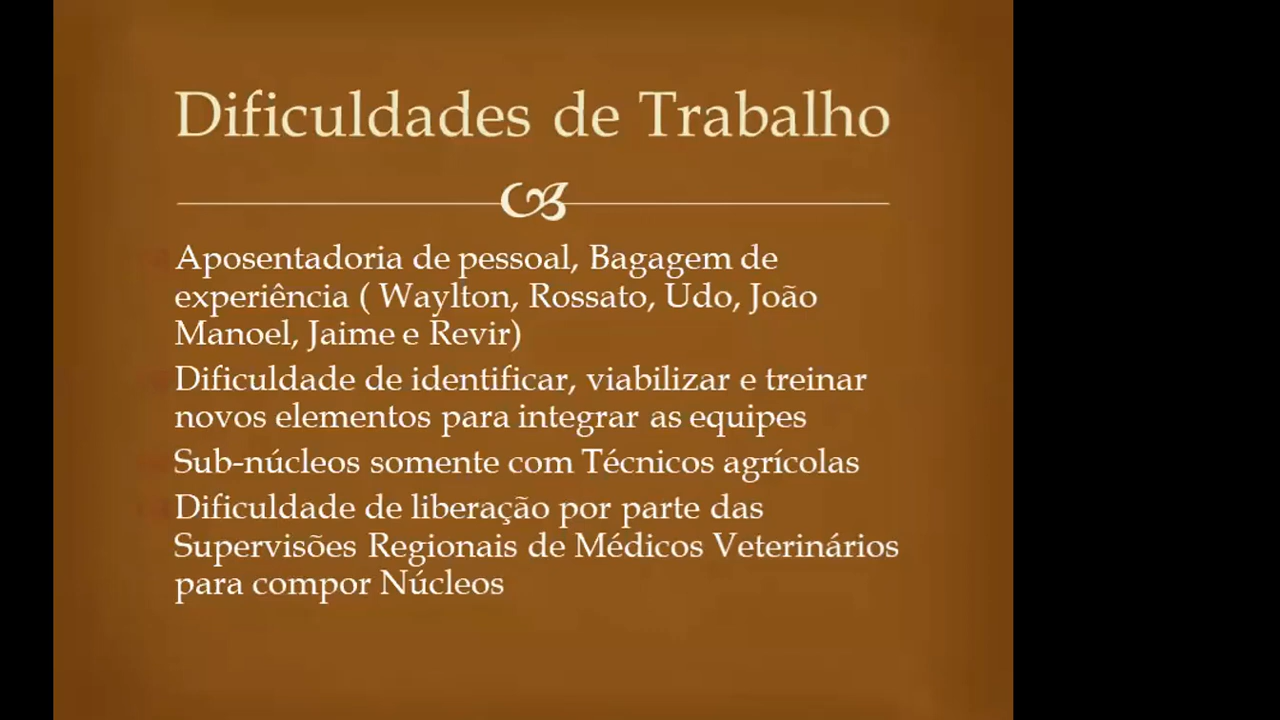 Dificuldades de Trabalho
Aposentadoria de pessoal, Bagagem de
experiência ( Waylton, Rossato, Udo, João
Manoel, Jaime e Revir)
Dificuldade de identificar, viabilizar e treinar
novos elementos para integrar as equipes
Sub-núcleos somente com Técnicos agrícolas
Dificuldade de liberação por parte das
Supervisões Regionais de Médicos Veterinários
para compor Núcleos